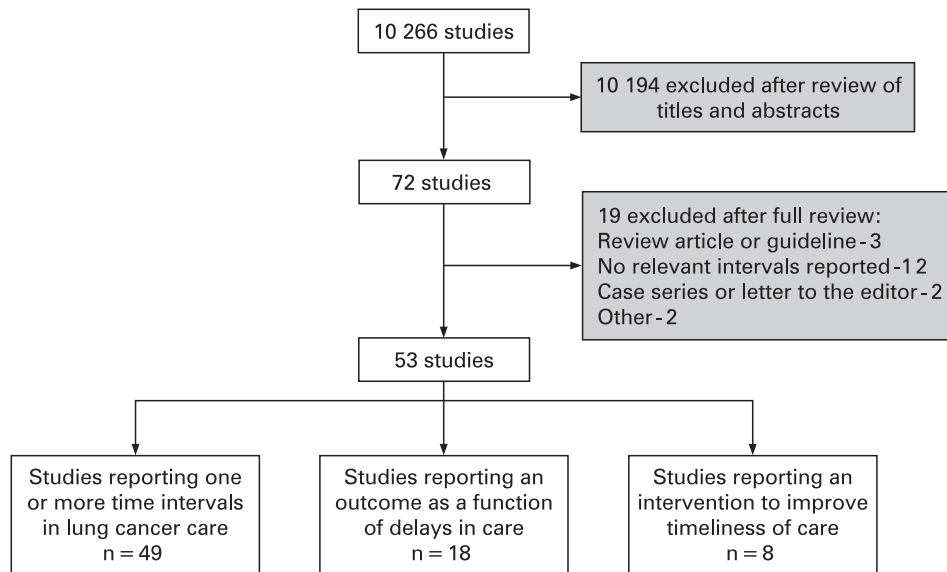 10 266 studies
10 194 excluded after review of
titles and abstracts
72 studies
19 excluded after full review:
Review article or guideline-3
No relevant intervals reported-12
Case series or letter to the editor-2
Other-2
53 studies
Studies reporting one
or more time intervals
in lung cancer care
n = 49
Studies reporting an
outcome as a function
of delays in care
n = 18
Studies reporting an
intervention to improve
timeliness of care
n = 8